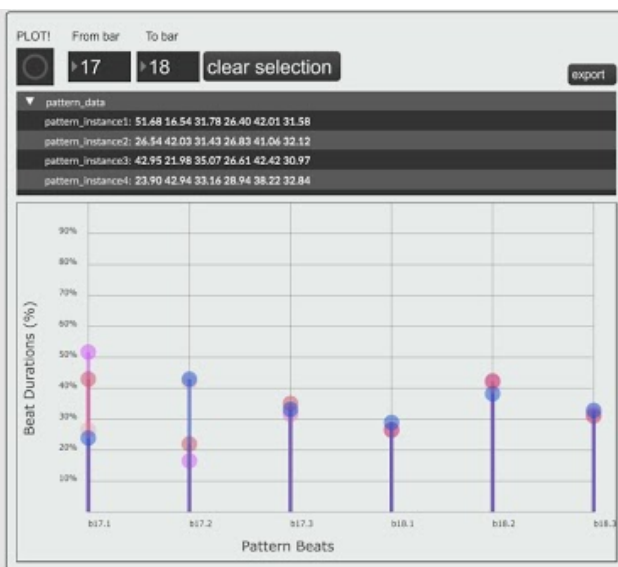 PLOT! From bar To bar
17 18 clear selection
export
pattern_data
pattern_instance1: 51.68 16.54 31.78 26.40 42.01 31.58
pattern_instance2: 26.54 42.03 31.43 26.83 41.06 32.12
pattern_instance3: 42.95 21.98 35.07 26.61 42.42 30.97
pattern_instance4: 23.90 42.94 33.16 28.94 38.22 32.84
90%
80%
70%
60%
50%
40%
30%
20%
10%
Beat Durations (%)
b17.1 b17.2 b17.3 b18.1 b18.2 b18.3
Pattern Beats